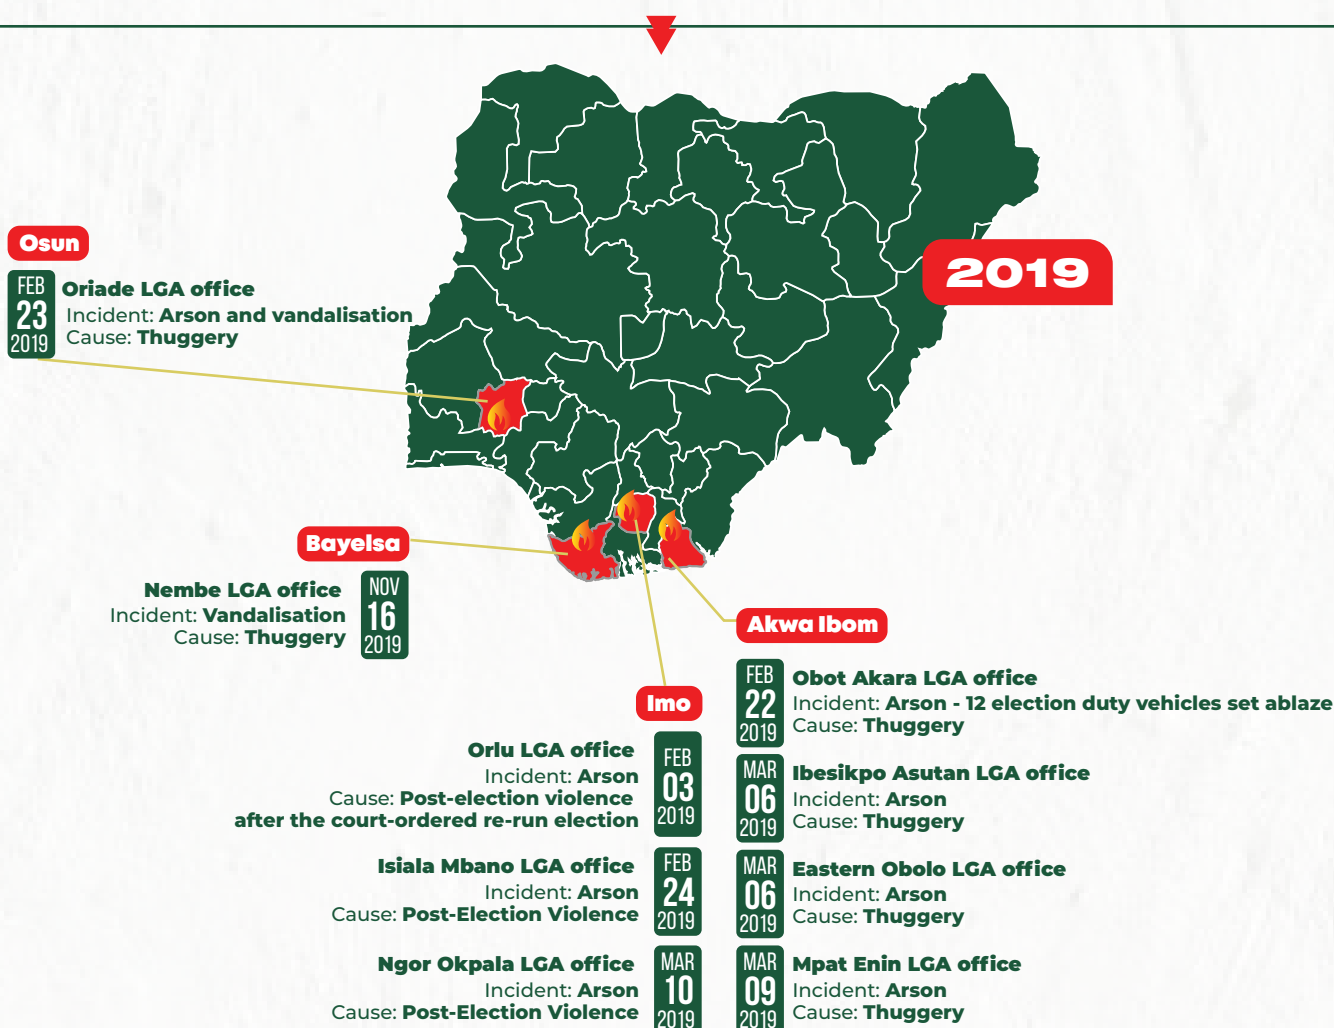 2019
Osun
FEB
23
2019
Oriade LGA office
Incident: Arson and vandalisation
Cause: Thuggery
Bayelsa
Nembe LGA office
Incident: Vandalisation
Cause: Thuggery
NOV
16
2019
Imo
Orlu LGA office
Incident: Arson
Cause: Post-election violence
after the court-ordered re-run election
FEB
03
2019
Isiala Mbano LGA office
Incident: Arson
Cause: Post-Election Violence
FEB
24
2019
Ngor Okpala LGA office
Incident: Arson
Cause: Post-Election Violence
MAR
10
2019
Akwa Ibom
FEB
22
2019
Obot Akara LGA office
Incident: Arson - 12 election duty vehicles set ablaze
Cause: Thuggery
MAR
06
2019
Ibesikpo Asutan LGA office
Incident: Arson
Cause: Thuggery
MAR
06
2019
Eastern Obolo LGA office
Incident: Arson
Cause: Thuggery
MAR
09
2019
Mpat Enin LGA office
Incident: Arson
Cause: Thuggery